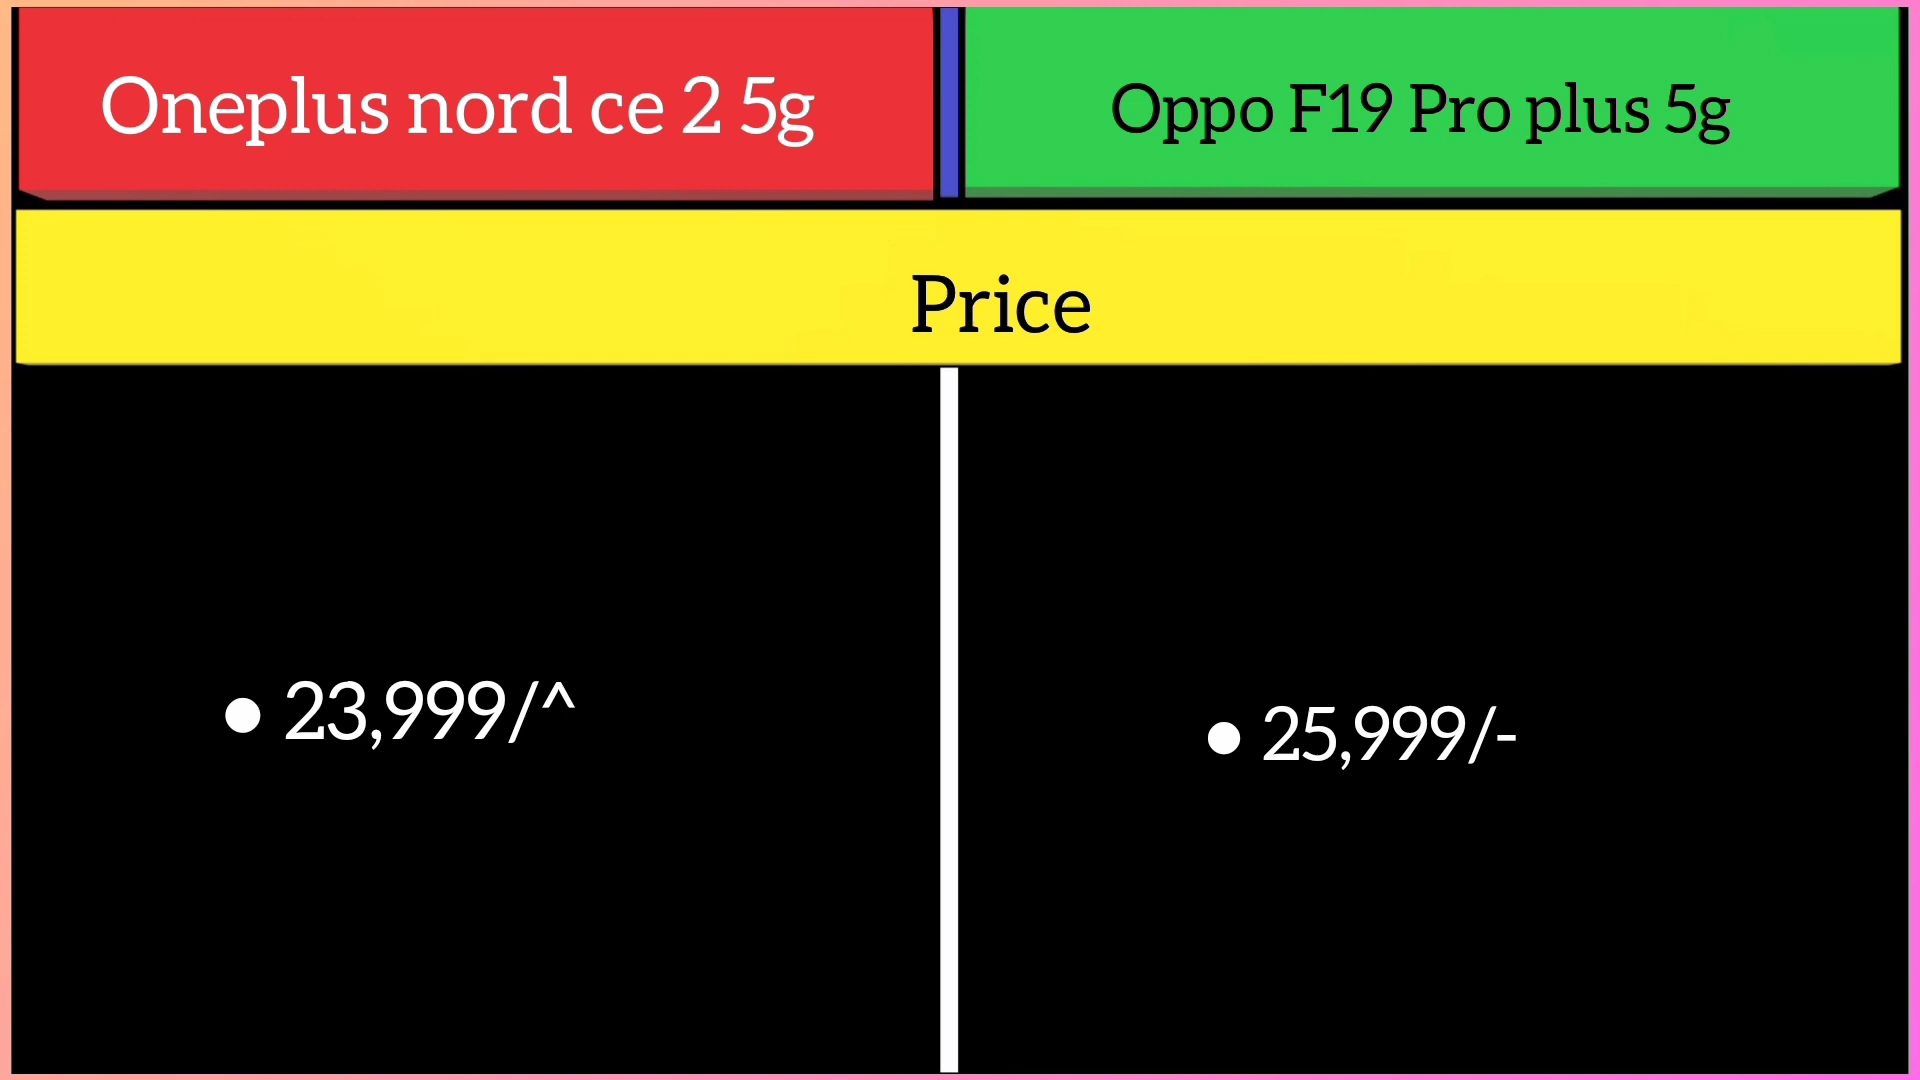 Oneplus nord ce 2 5g
Oppo F19 Pro plus 5g
Price
● 23,999/^
● 25,999/-